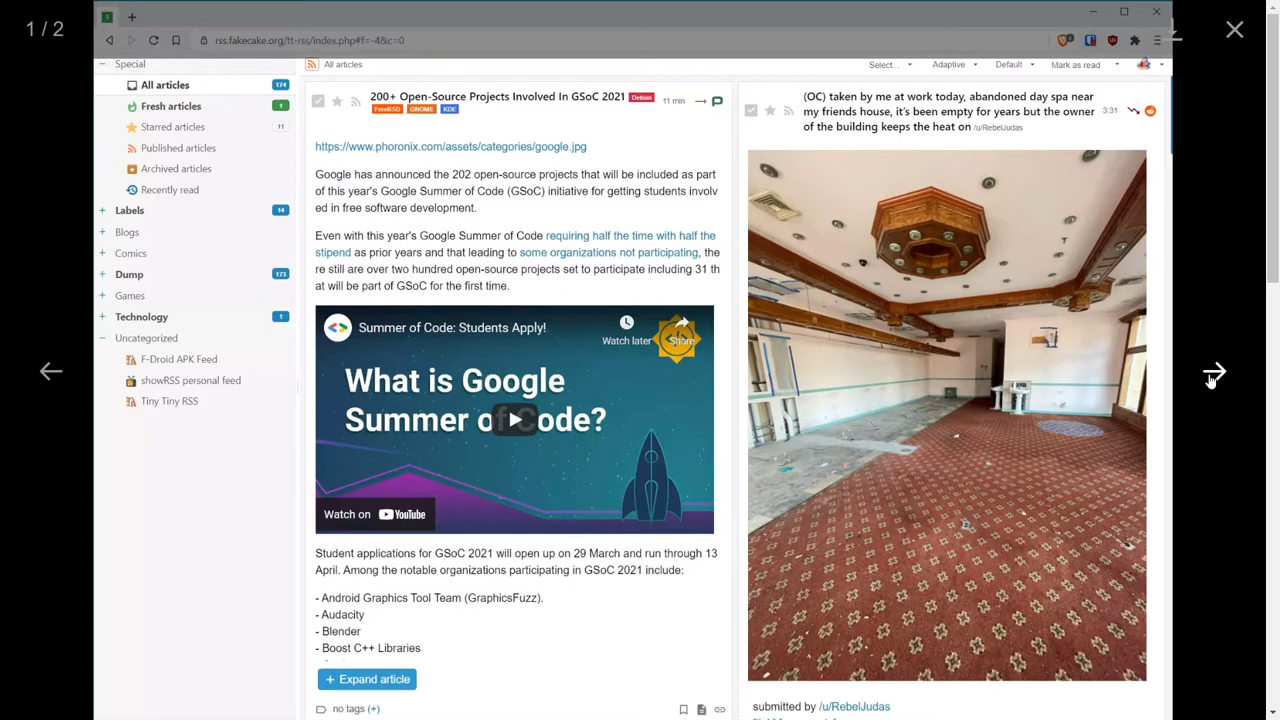 1 / 2
1
rss.fakecake.org/tt-rss/index.php#f=-4&c=0
Special
All articles 174
Fresh articles 1
Starred articles 11
Published articles
Archived articles
Recently read
Labels 14
Blogs
Comics
Dump 173
Games
Technology 1
Uncategorized
F-Droid APK Feed
showRSS personal feed
Tiny Tiny RSS
All articles
Select...
Adaptive
Default
Mark as read
200+ Open-Source Projects Involved In GSoC 2021 Debian
FreeBSD GNOME KDE
11 min
https://www.phoronix.com/assets/categories/google.jpg
Google has announced the 202 open-source projects that will be included as part
of this year's Google Summer of Code (GSoC) initiative for getting students involv
ed in free software development.
Even with this year's Google Summer of Code requiring half the time with half the
stipend as prior years and that leading to some organizations not participating, the
re still are over two hundred open-source projects set to participate including 31 th
at will be part of GSoC for the first time.
Summer of Code: Students Apply!
Watch later
Share
What is Google
Summer of Code?
Watch on YouTube
Student applications for GSoC 2021 will open up on 29 March and run through 13
April. Among the notable organizations participating in GSoC 2021 include:
- Android Graphics Tool Team (GraphicsFuzz).
- Audacity
- Blender
- Boost C++ Libraries
+ Expand article
no tags (+)
(OC) taken by me at work today, abandoned day spa near
my friends house, it's been empty for years but the owner
of the building keeps the heat on /u/RebelJudas
3:31
submitted by /u/RebelJudas